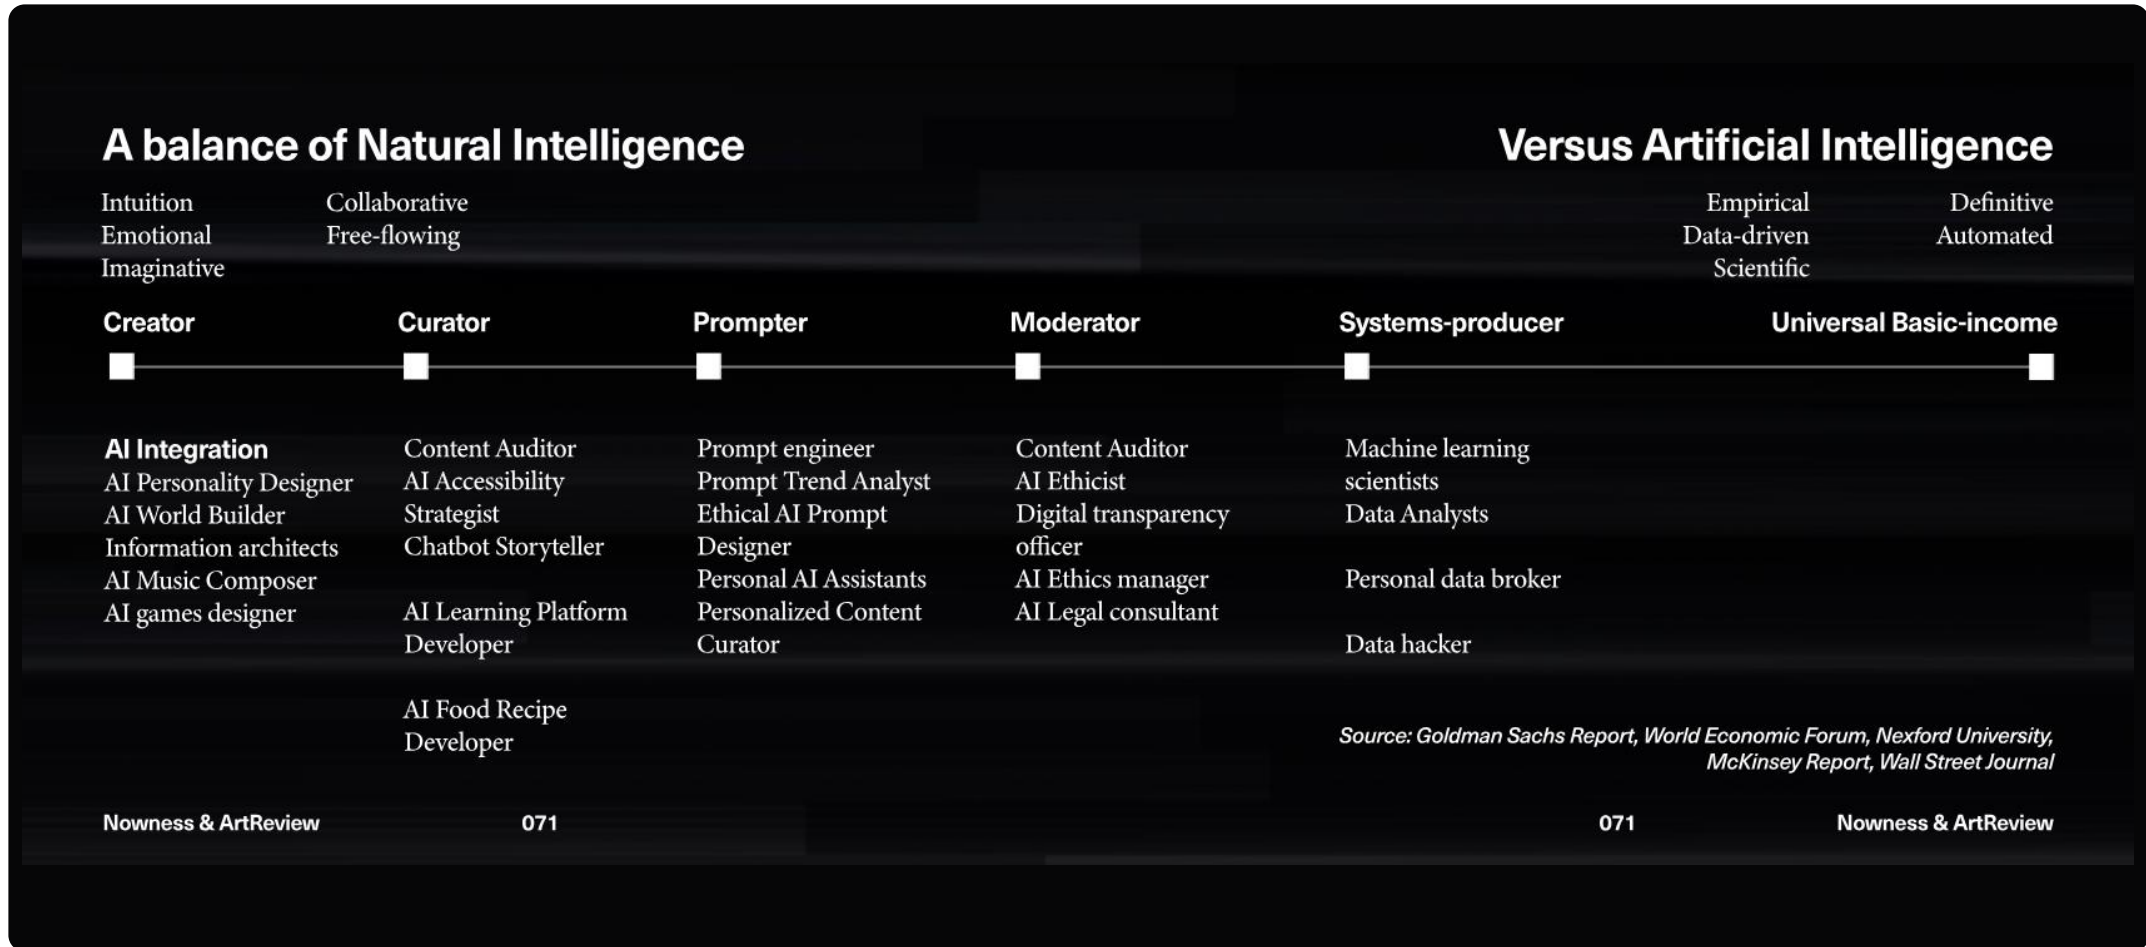 A balance of Natural Intelligence
Versus Artificial Intelligence
Intuition
Emotional
Imaginative
Collaborative
Free-flowing
Empirical
Data-driven
Scientific
Definitive
Automated
Creator
Curator
Prompter
Moderator
Systems-producer
Universal Basic-income
AI Integration
AI Personality Designer
AI World Builder
Information architects
AI Music Composer
AI games designer
Content Auditor
AI Accessibility
Strategist
Chatbot Storyteller
AI Learning Platform
Developer
AI Food Recipe
Developer
Prompt engineer
Prompt Trend Analyst
Ethical AI Prompt
Designer
Personal AI Assistants
Personalized Content
Curator
Content Auditor
AI Ethicist
Digital transparency
officer
AI Ethics manager
AI Legal consultant
Machine learning
scientists
Data Analysts
Personal data broker
Data hacker
Source: Goldman Sachs Report, World Economic Forum, Nexford University,
McKinsey Report, Wall Street Journal
Nowness & ArtReview
071
071
Nowness & ArtReview